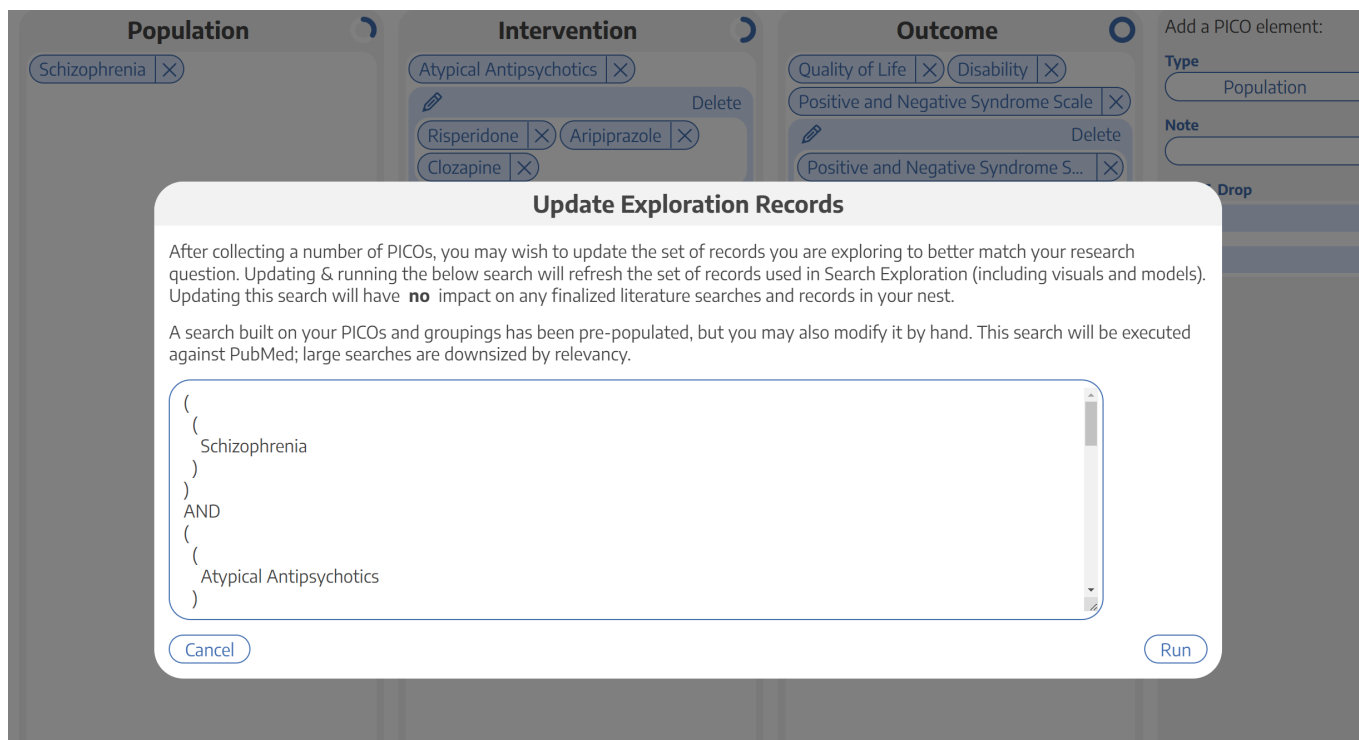 Population
Intervention
Outcome
Add a PICO element:
Schizophrenia
Atypical Antipsychotics
Delete
Risperidone Aripiprazole
Clozapine
Quality of Life Disability
Positive and Negative Syndrome Scale
Delete
Positive and Negative Syndrome S...
Type
Population
Note
Drop
Update Exploration Records
After collecting a number of PICOs, you may wish to update the set of records you are exploring to better match your research
question. Updating & running the below search will refresh the set of records used in Search Exploration (including visuals and models).
Updating this search will have no impact on any finalized literature searches and records in your nest.
A search built on your PICOs and groupings has been pre-populated, but you may also modify it by hand. This search will be executed
against PubMed; large searches are downsized by relevancy.
(
(
Schizophrenia
)
)
AND
(
(
Atypical Antipsychotics
)
Cancel
Run